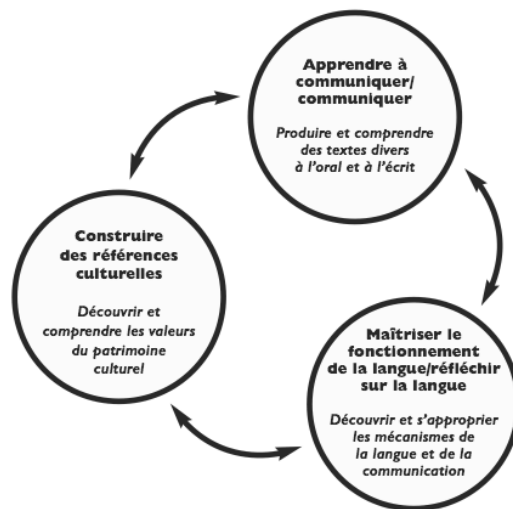 Apprendre à
communiquer/
communiquer
Produire et comprendre
des textes divers
à l'oral et à l'écrit
Construire
des références
culturelles
Découvrir et
comprendre les valeurs
du patrimoine
culturel
Maîtriser le
fonctionnement
de la langue/réfléchir
sur la langue
Découvrir et s'approprier
les mécanismes de
la langue et de la
communication